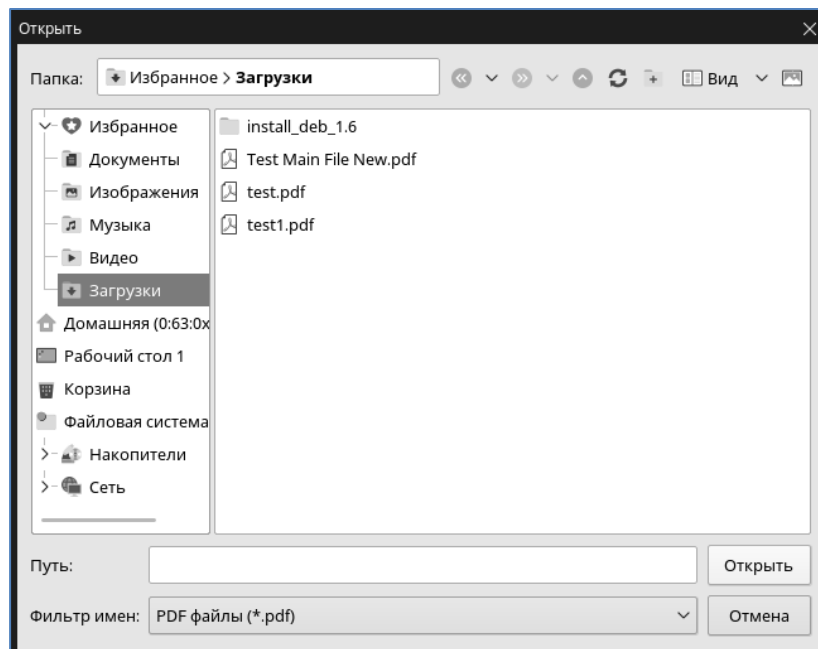 Открыть
Папка: Избранное > Загрузки Вид
Избранное
Документы
Изображения
Музыка
Видео
Загрузки
Домашняя (0:63:0x
Рабочий стол 1
Корзина
Файловая система
Накопители
Сеть
install_deb_1.6
Test Main File New.pdf
test.pdf
test1.pdf
Путь: Открыть
Фильтр имен: PDF файлы (*.pdf) Отмена